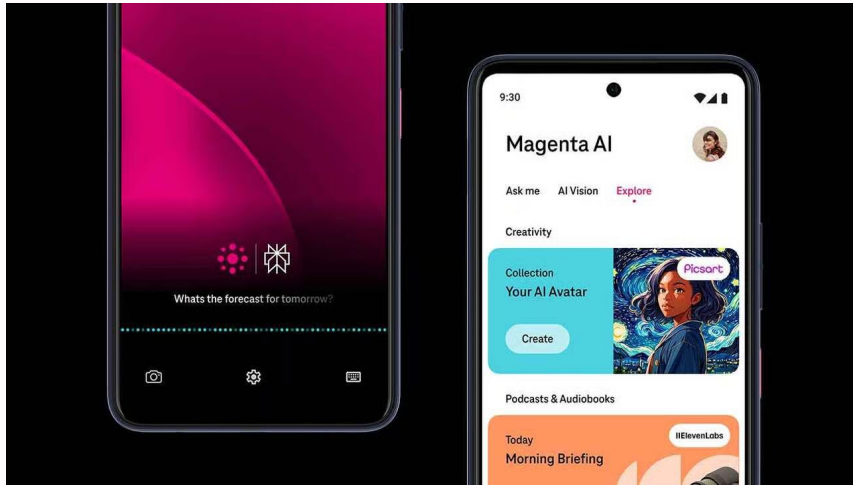 Whats the forecast for tomorrow?
9:30
Magenta AI
Ask me AI Vision Explore
Creativity
Collection
Your AI Avatar
Picsart
Create
Podcasts & Audiobooks
Today
Morning Briefing
IIElevenLabs